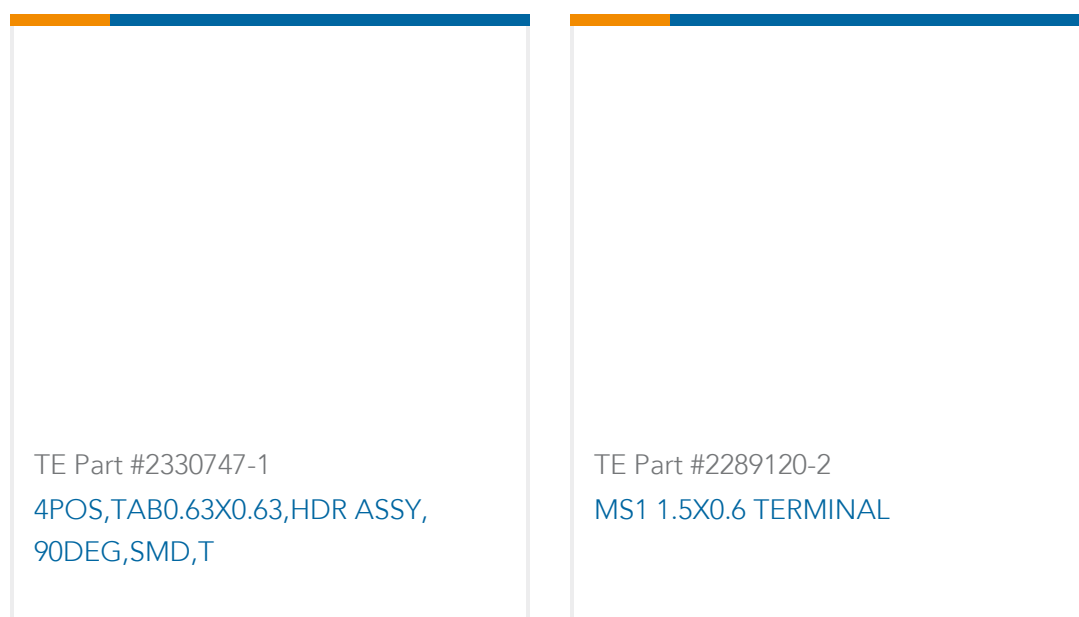 TE Part #2330747-1
4POS,TAB0.63X0.63,HDR ASSY,
90DEG,SMD,T
TE Part #2289120-2
MS1 1.5X0.6 TERMINAL